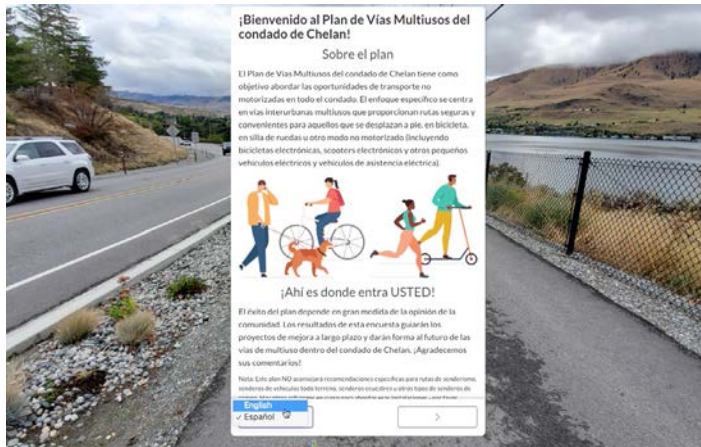 ¡Bienvenido al Plan de Vías Multiusos del
condado de Chelan!
Sobre el plan
El Plan de Vías Multiusos del condado de Chelan tiene como
objetivo abordar las oportunidades de transporte no
motorizadas en todo el condado. El enfoque específico se centra
en vías interurbanas multiusos que proporcionan rutas seguras y
convenientes para aquellos que se desplazan a pie, en bicicleta,
en silla de ruedas u otro modo no motorizado (incluyendo
bicicletas electrónicas, scooters electrónicos y otros pequeños
vehículos eléctricos y vehículos de asistencia eléctrica).
¡Ahí es donde entra USTED!
El éxito del plan depende en gran medida de la opinión de la
comunidad. Los resultados de esta encuesta guiarán los
proyectos de mejora a largo plazo y darán forma al futuro de las
vías de multiuso dentro del condado de Chelan. ¡Agradecemos
sus comentarios!
Nota: Este plan NO aconsejará recomendaciones específicas para rutas de senderismo,
senderos de vehículos todo terreno, senderos ecuestres u otros tipos de senderos de
English
✓ Español